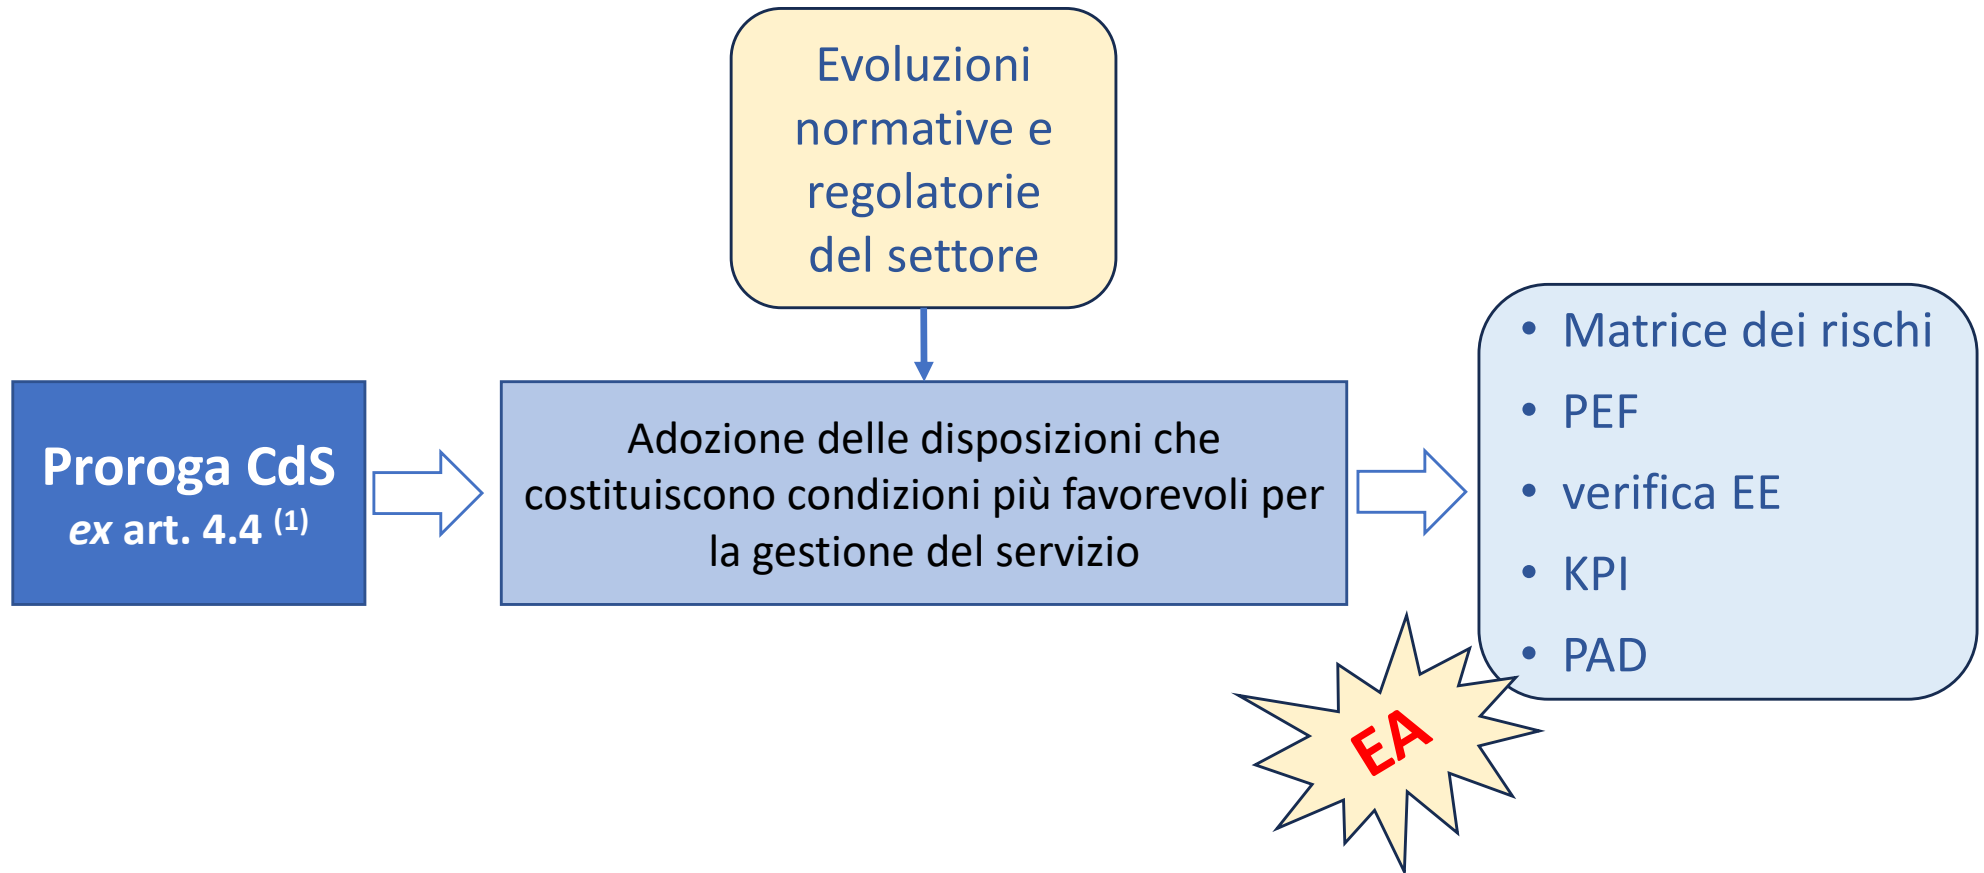 Evoluzioni
normative e
regolatorie
del settore
Proroga CdS
ex art. 4.4 (1)
Adozione delle disposizioni che
costituiscono condizioni più favorevoli per
la gestione del servizio
• Matrice dei rischi
• PEF
• verifica EE
• KPI
• PAD
EA